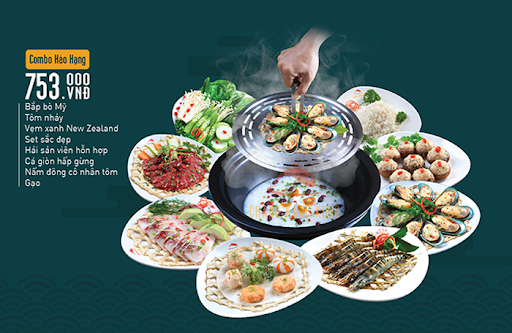 Combo Hào Hạng
753.000 VNĐ
Bắp bò Mỹ
Tôm nhảy
Vẹm xanh New Zealand
Set sắc đẹp
Hải sản viên hỗn hợp
Cá giòn hấp gừng
Nấm đông cô nhân tôm
Gạo